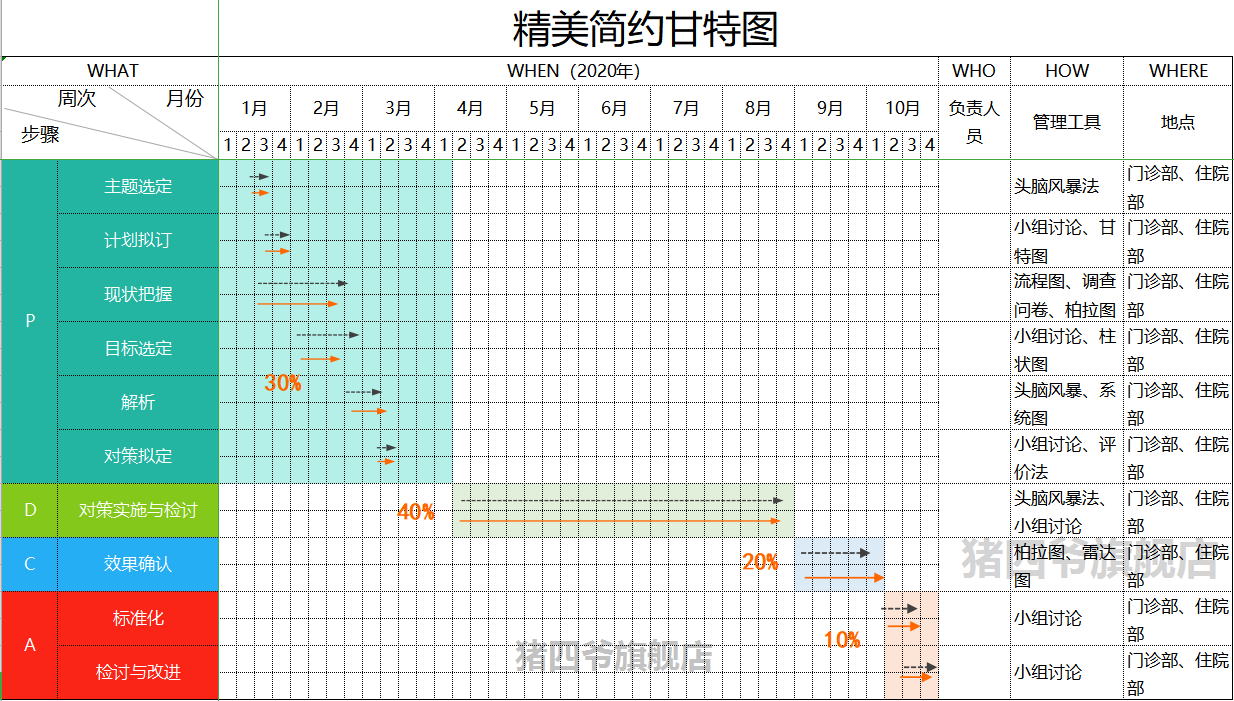 精美简约甘特图
WHAT
WHEN（2020年）
WHO
HOW
WHERE
周次
月份
步骤
1月
2月
3月
4月
5月
6月
7月
8月
9月
10月
负责人
员
管理工具
地点
1 2 3 4 1 2 3 4 1 2 3 4 1 2 3 4 1 2 3 4 1 2 3 4 1 2 3 4 1 2 3 4 1 2 3 4 1 2 3 4
P
主题选定
头脑风暴法
门诊部、住院
部
计划拟订
小组讨论、甘
特图
门诊部、住院
部
现状把握
流程图、调查
问卷、柏拉图
门诊部、住院
部
目标选定
小组讨论、柱
状图
门诊部、住院
部
30%
解析
头脑风暴、系
统图
门诊部、住院
部
对策拟定
小组讨论、评
价法
门诊部、住院
部
D
对策实施与检讨
40%
头脑风暴法、
小组讨论
门诊部、住院
部
C
效果确认
20%
柏拉图、雷达
图
门诊部、住院
部
猪四爷旗舰店
A
标准化
10%
小组讨论
门诊部、住院
部
检讨与改进
小组讨论
门诊部、住院
部
猪四爷旗舰店